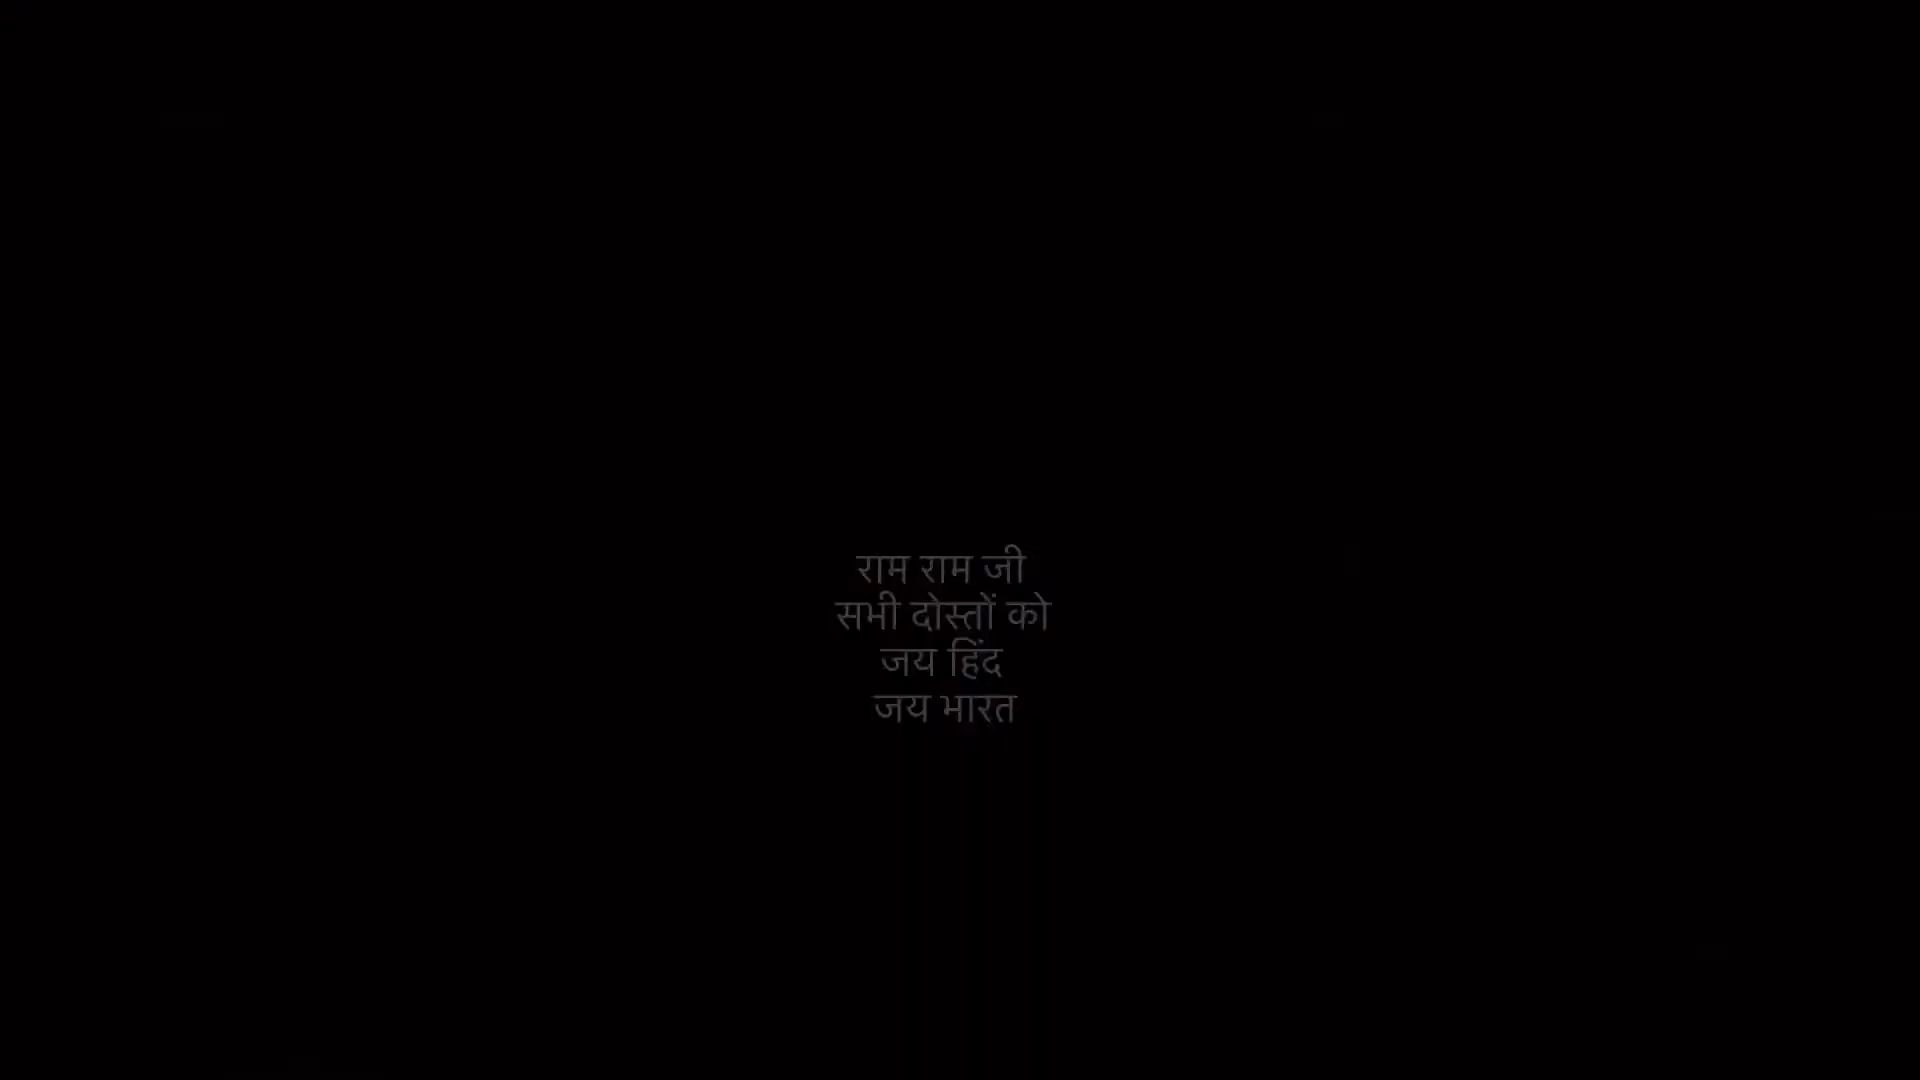 राम राम जी
सभी दोस्तों को
जय हिंद
जय भारत